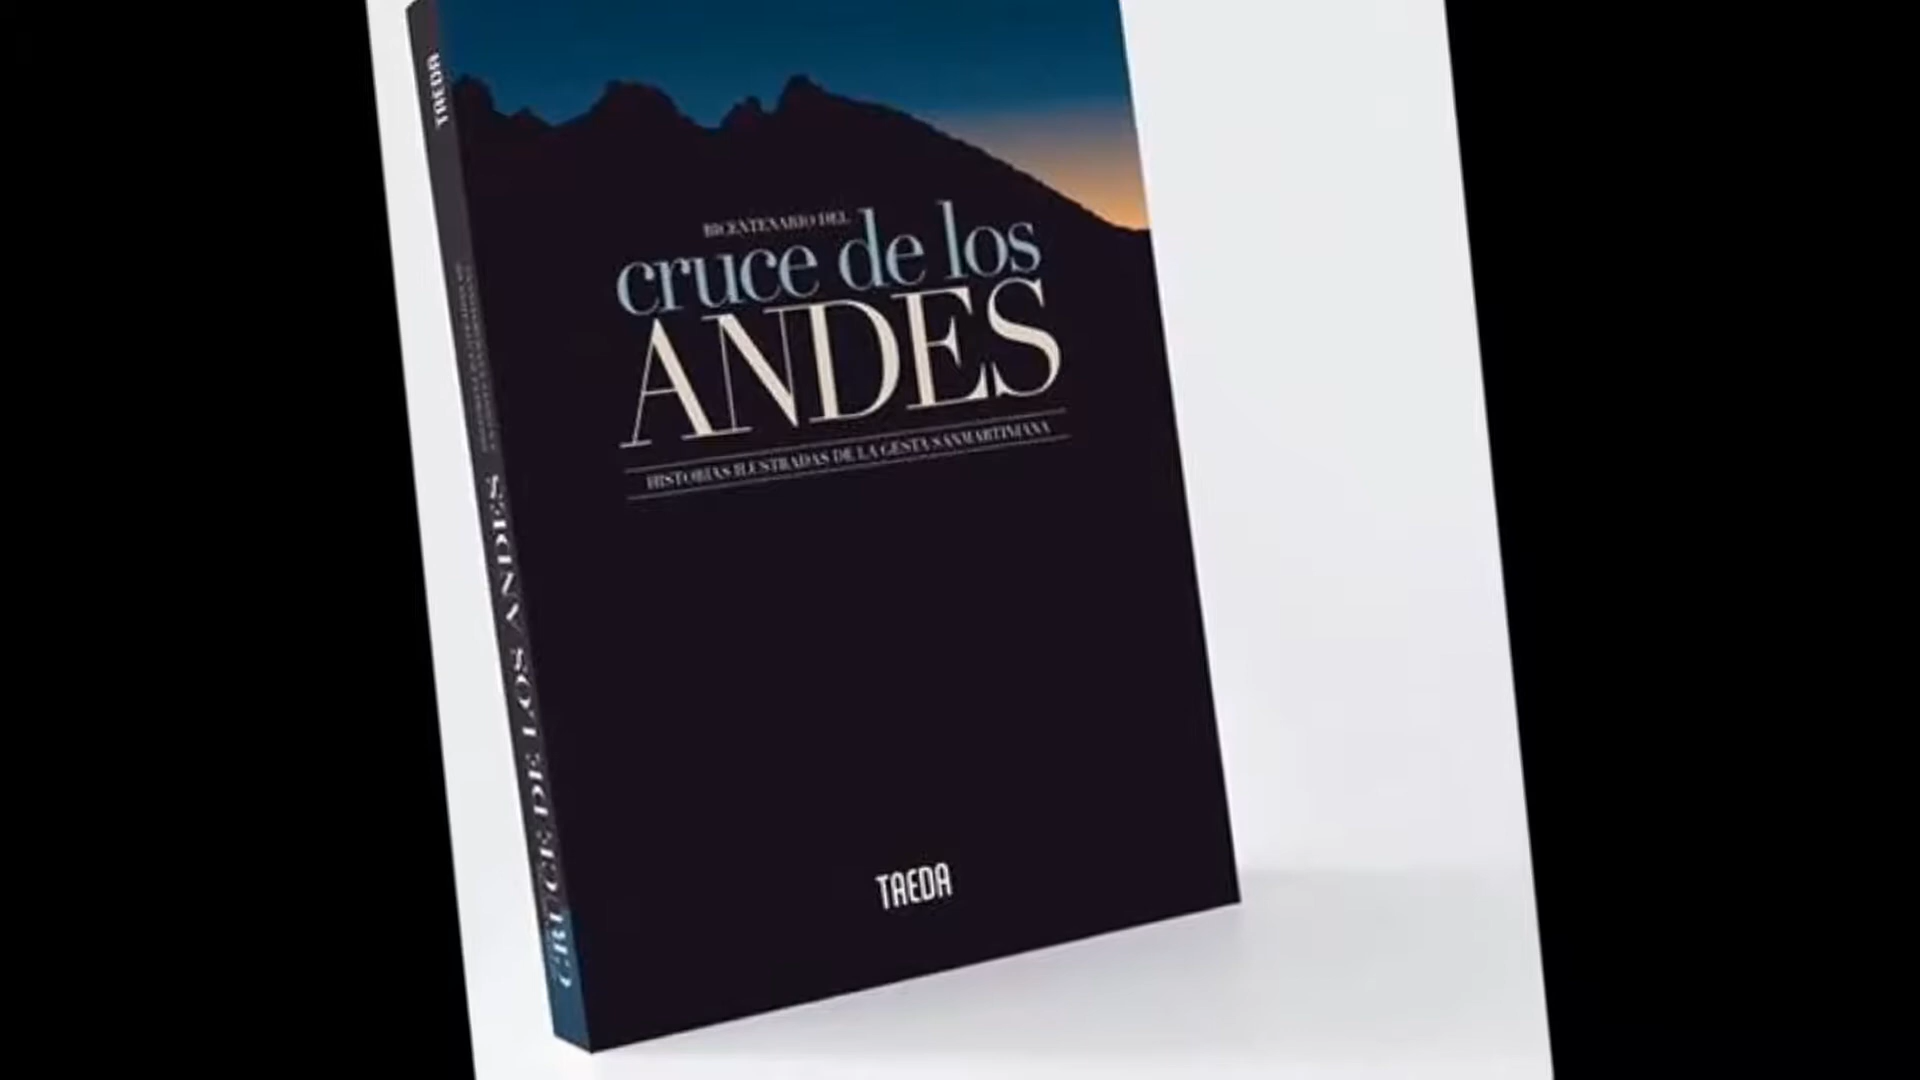 BICENTENARIO DEL
cruce de los
ANDES
HISTORIAS ILUSTRADAS DE LA GESTA SANMARTINIANA
TAEDA
TAEDA
CRUCE DE LOS ANDES